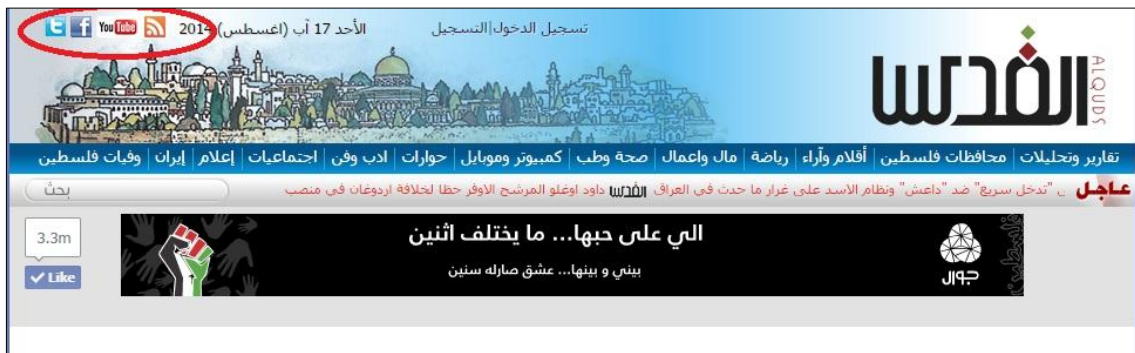 تسجيل الدخول|التسجيل
الأحد 17 آب (اغسطس) 2014
You Tube
القدس
ALQUDS
تقارير وتحليلات | محافظات فلسطين | أقلام وآراء | رياضة | مال واعمال | صحة وطب | كمبيوتر وموبايل | حوارات | ادب وفن | اجتماعيات | إعلام | إيران | وفيات فلسطين
عـاجـل
"تدخل سريع" ضد "داعش" ونظام الاسد على غرار ما حدث في العراق القدس داود اوغلو المرشح الاوفر حظا لخلافة اردوغان في منصب
بحث
3.3m
Like
الي على حبها... ما يختلف اثنين
بيني و بينها... عشق صارله سنين
جوال
فلسطين